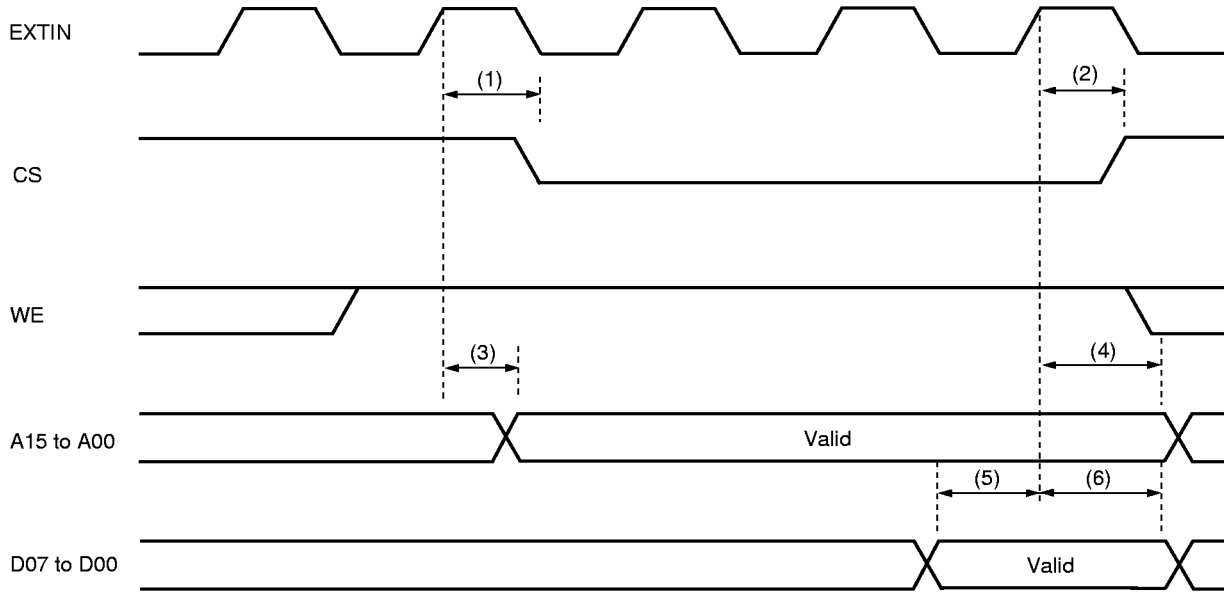 EXTIN
(1)
(2)
CS
WE
(3)
(4)
A15 to A00
Valid
(5)
(6)
D07 to D00
Valid